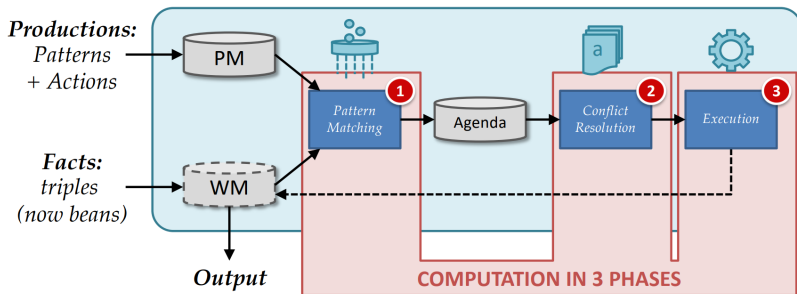 Productions:
Patterns
+ Actions
PM
Facts:
triples
(now beans)
WM
Output
1
Pattern
Matching
Agenda
a
2
Conflict
Resolution
3
Execution
COMPUTATION IN 3 PHASES